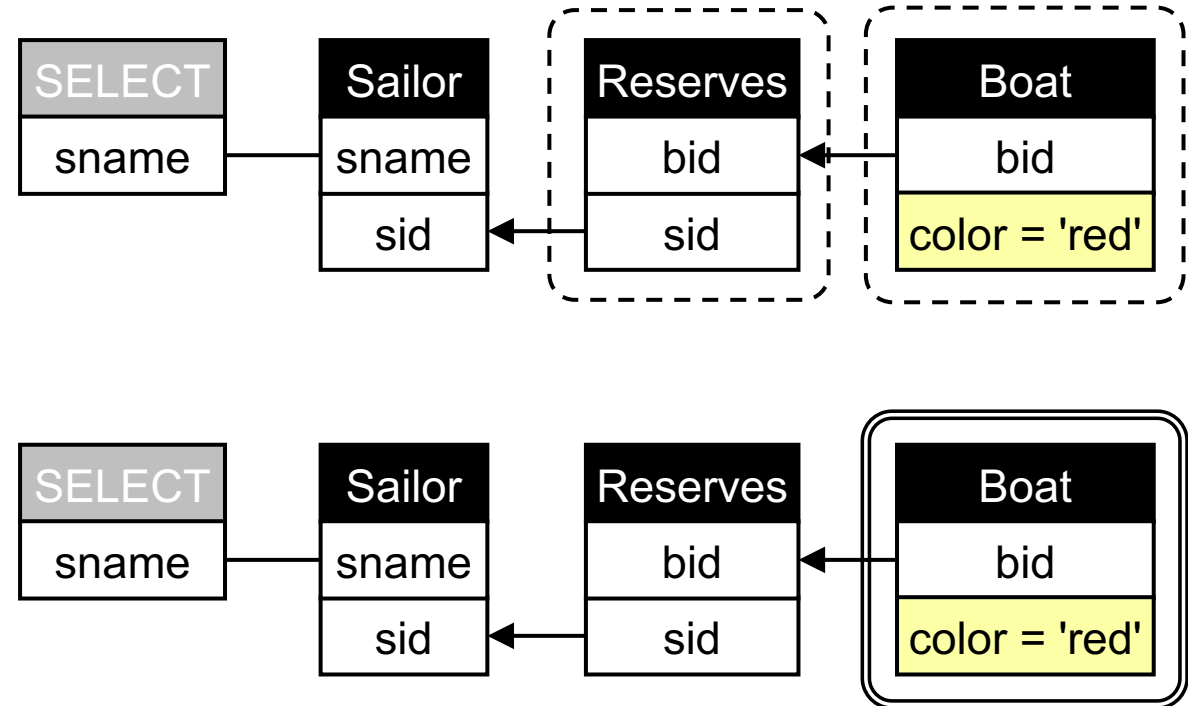 SELECT Sailor Reserves Boat
sname sname bid bid
sid sid color = 'red'
SELECT Sailor Reserves Boat
sname sname bid bid
sid sid color = 'red'